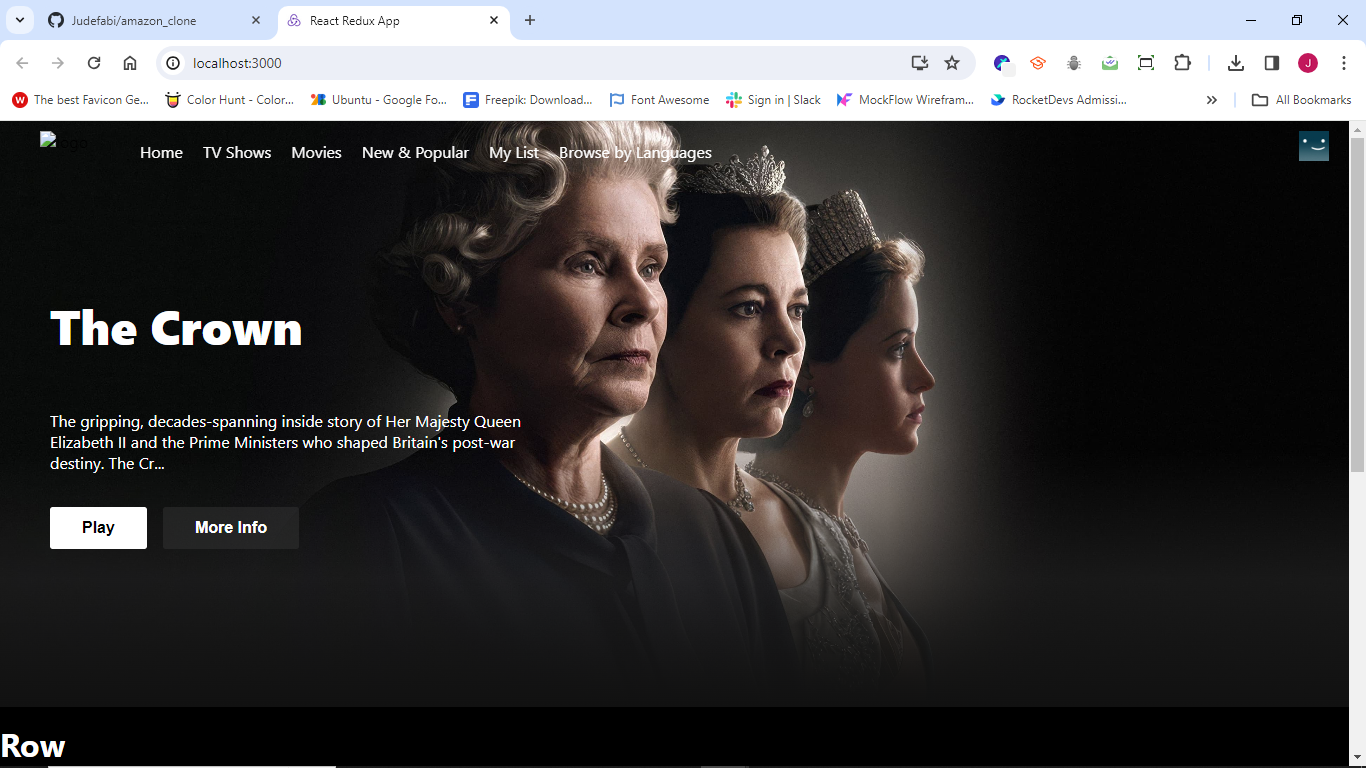 Judefabi/amazon_clone
React Redux App
localhost:3000
J
W The best Favicon Ge...
Color Hunt - Color...
Ubuntu - Google Fo...
Freepik: Download...
Font Awesome
Sign in | Slack
MockFlow Wirefram...
RocketDevs Admissi...
All Bookmarks
logo
Home
TV Shows
Movies
New & Popular
My List
Browse by Languages
The Crown
The gripping, decades-spanning inside story of Her Majesty Queen
Elizabeth II and the Prime Ministers who shaped Britain's post-war
destiny. The Cr...
Play
More Info
Row